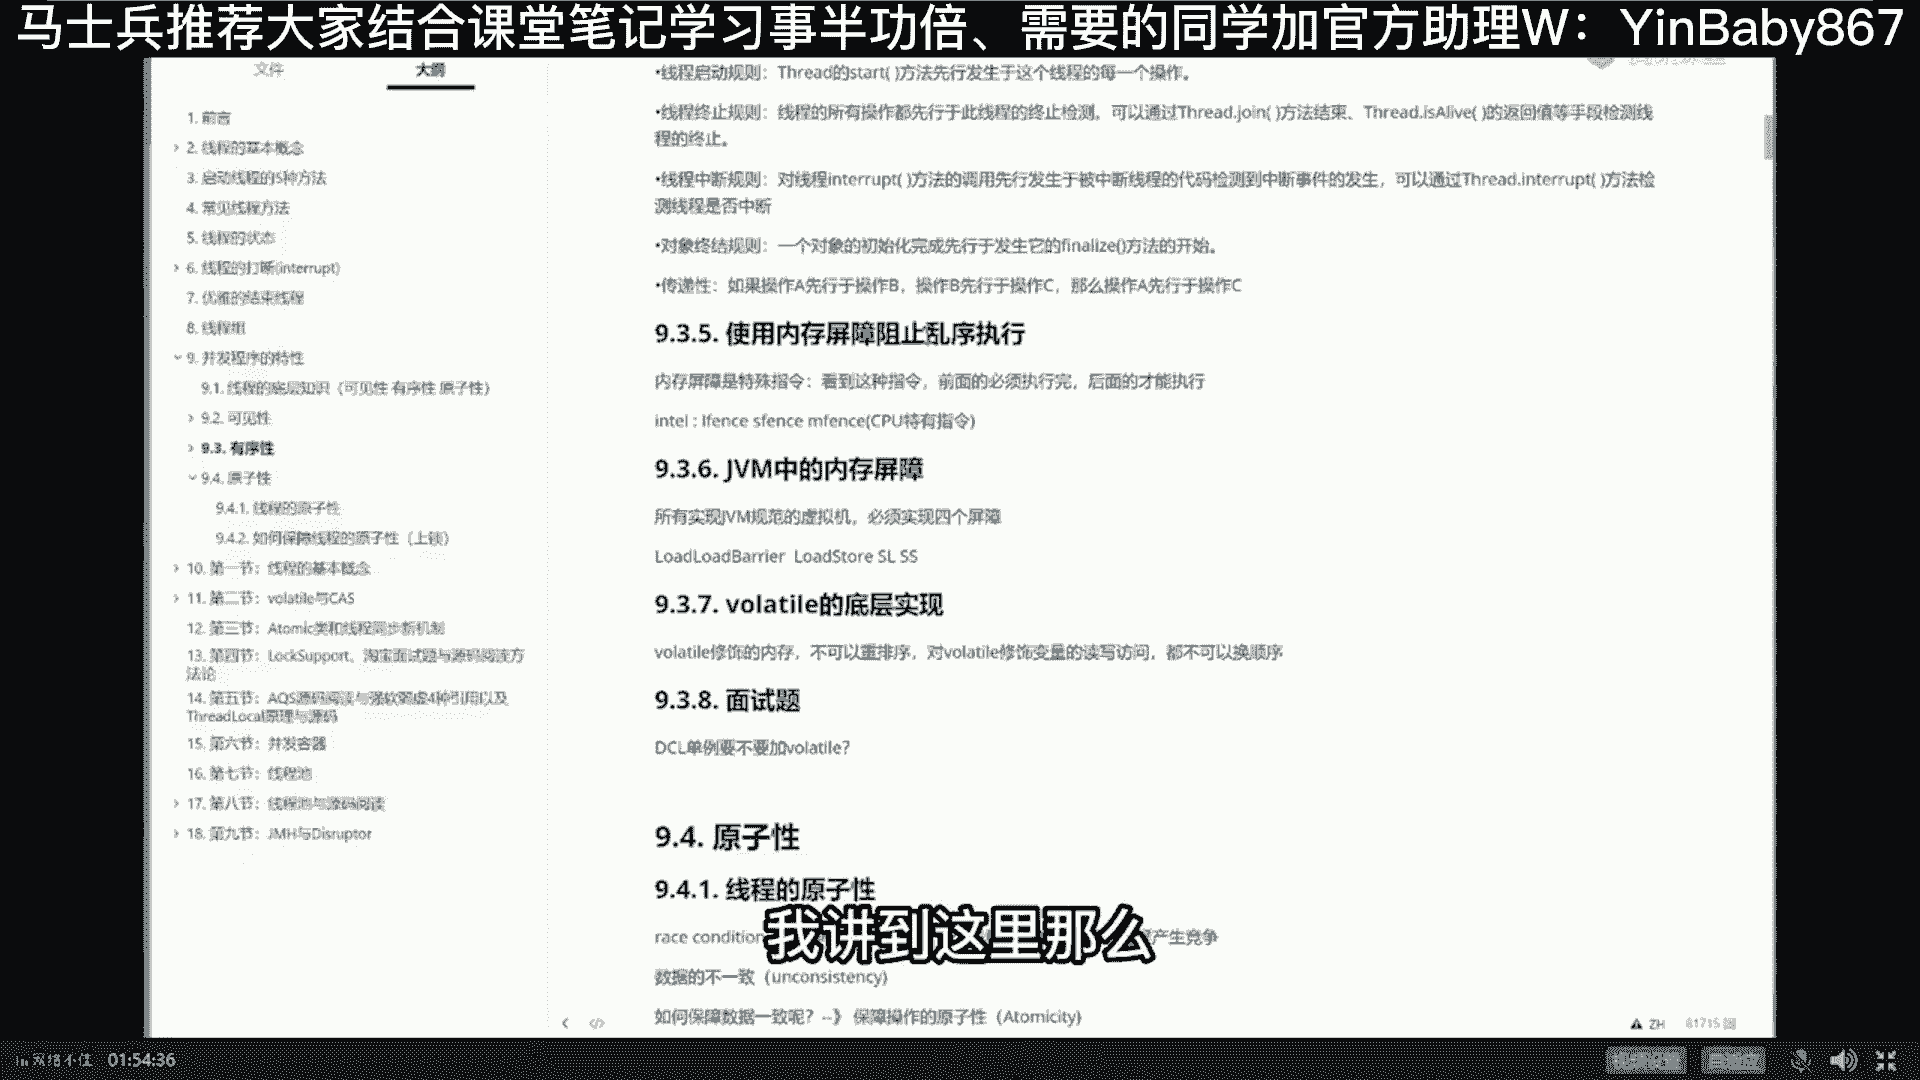 马士兵推荐大家结合课堂笔记学习事半功倍、需要的同学加官方助理W：YinBaby867
文件
大纲
1. 前言
2. 线程的基本概念
3. 启动线程的5种方法
4. 常见线程方法
5. 线程的状态
6. 线程的打断(interrupt)
7. 优雅的结束线程
8. 线程组
9. 并发程序的特性
9.1. 线程的底层知识（可见性 有序性 原子性）
9.2. 可见性
9.3. 有序性
9.4. 原子性
9.4.1. 线程的原子性
9.4.2. 如何保障线程的原子性（上锁）
10. 第一节：线程的基本概念
11. 第二节：volatile与CAS
12. 第三节：Atomic类和线程同步新机制
13. 第四节：LockSupport、淘宝面试题与源码阅读方
法论
14. 第五节：AQS源码阅读与强软弱虚4种引用以及
ThreadLocal原理与源码
15. 第六节：并发容器
16. 第七节：线程池
17. 第八节：线程池与源码阅读
18. 第九节：JMH与Disruptor
•线程启动规则：Thread的start( )方法先行发生于这个线程的每一个操作。
•线程终止规则：线程的所有操作都先行于此线程的终止检测，可以通过Thread.join( )方法结束、Thread.isAlive( )的返回值等手段检测线
程的终止。
•线程中断规则：对线程interrupt( )方法的调用先行发生于被中断线程的代码检测到中断事件的发生，可以通过Thread.interrupt( )方法检
测线程是否中断
•对象终结规则：一个对象的初始化完成先行于发生它的finalize()方法的开始。
•传递性：如果操作A先行于操作B，操作B先行于操作C，那么操作A先行于操作C
9.3.5. 使用内存屏障阻止乱序执行
内存屏障是特殊指令：看到这种指令，前面的必须执行完，后面的才能执行
intel : lfence sfence mfence(CPU特有指令)
9.3.6. JVM中的内存屏障
所有实现JVM规范的虚拟机，必须实现四个屏障
LoadLoadBarrier LoadStore SL SS
9.3.7. volatile的底层实现
volatile修饰的内存，不可以重排序，对volatile修饰变量的读写访问，都不可以换顺序
9.3.8. 面试题
DCL单例要不要加volatile？
9.4. 原子性
9.4.1. 线程的原子性
race condition
产生竞争
我讲到这里那么
数据的不一致（unconsistency)
如何保障数据一致呢？--》 保障操作的原子性（Atomicity)
ZH
61715 词
网络不佳 01:54:36